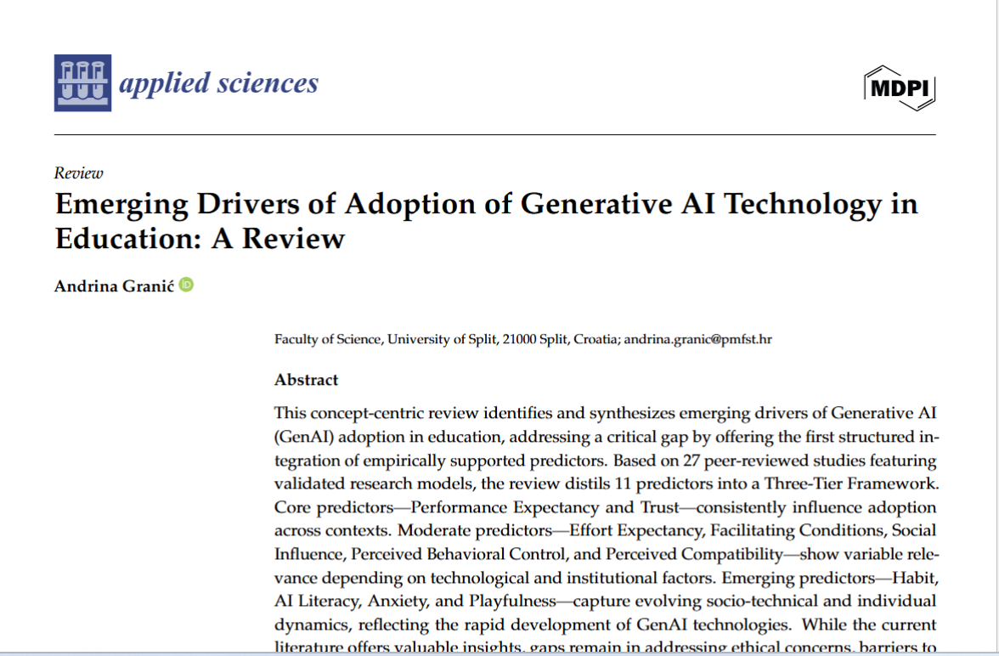 applied sciences
MDPI
Review
Emerging Drivers of Adoption of Generative AI Technology in
Education: A Review
Andrina Granić iD
Faculty of Science, University of Split, 21000 Split, Croatia; andrina.granic@pmfst.hr
Abstract
This concept-centric review identifies and synthesizes emerging drivers of Generative AI
(GenAI) adoption in education, addressing a critical gap by offering the first structured in-
tegration of empirically supported predictors. Based on 27 peer-reviewed studies featuring
validated research models, the review distils 11 predictors into a Three-Tier Framework.
Core predictors—Performance Expectancy and Trust—consistently influence adoption
across contexts. Moderate predictors—Effort Expectancy, Facilitating Conditions, Social
Influence, Perceived Behavioral Control, and Perceived Compatibility—show variable rele-
vance depending on technological and institutional factors. Emerging predictors—Habit,
AI Literacy, Anxiety, and Playfulness—capture evolving socio-technical and individual
dynamics, reflecting the rapid development of GenAI technologies. While the current
literature offers valuable insights, gaps remain in addressing ethical concerns, barriers to